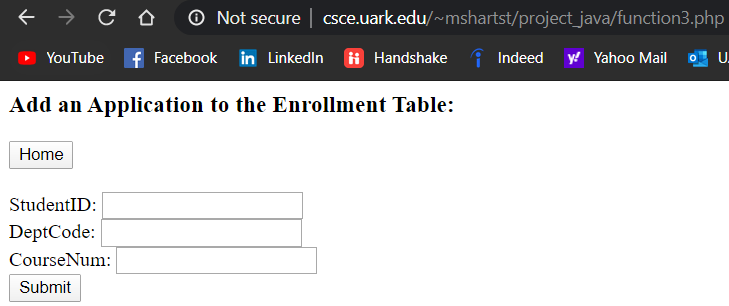 Not secure | csce.uark.edu/~mshartst/project_java/function3.php
YouTube Facebook LinkedIn Handshake Indeed Yahoo Mail U
Add an Application to the Enrollment Table:
Home
StudentID:
DeptCode:
CourseNum:
Submit